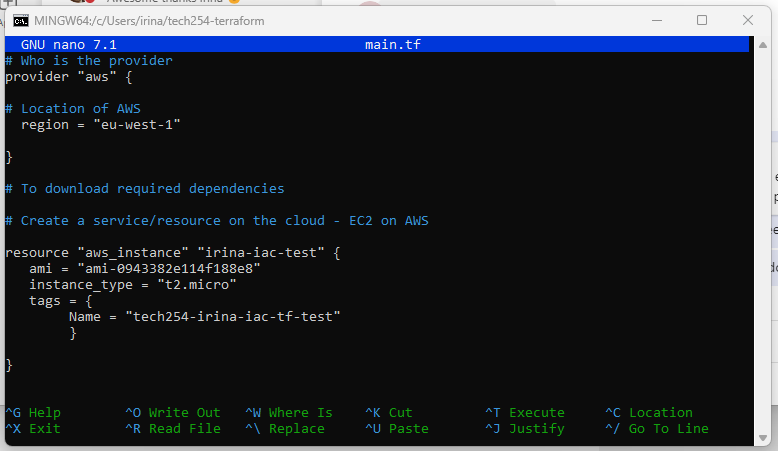 Awesome thanks Irina
MINGW64:/c/Users/irina/tech254-terraform
GNU nano 7.1 main.tf
# Who is the provider
provider "aws" {
# Location of AWS
region = "eu-west-1"
}
# To download required dependencies
# Create a service/resource on the cloud - EC2 on AWS
resource "aws_instance" "irina-iac-test" {
ami = "ami-0943382e114f188e8"
instance_type = "t2.micro"
tags = {
Name = "tech254-irina-iac-tf-test"
}
}
^G Help ^O Write Out ^W Where Is ^K Cut ^T Execute ^C Location
^X Exit ^R Read File ^\ Replace ^U Paste ^J Justify ^/ Go To Line